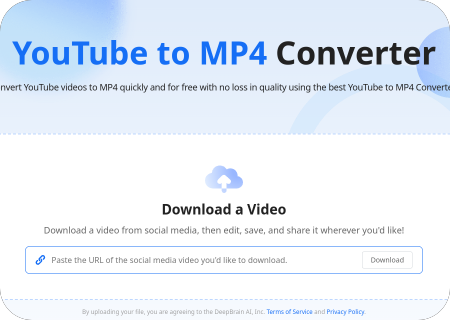 YouTube to MP4 Converter
nvert YouTube videos to MP4 quickly and for free with no loss in quality using the best YouTube to MP4 Converte
Download a Video
Download a video from social media, then edit, save, and share it wherever you'd like!
Paste the URL of the social media video you'd like to download.
Download
By uploading your file, you are agreeing to the DeepBrain AI, Inc. Terms of Service and Privacy Policy.